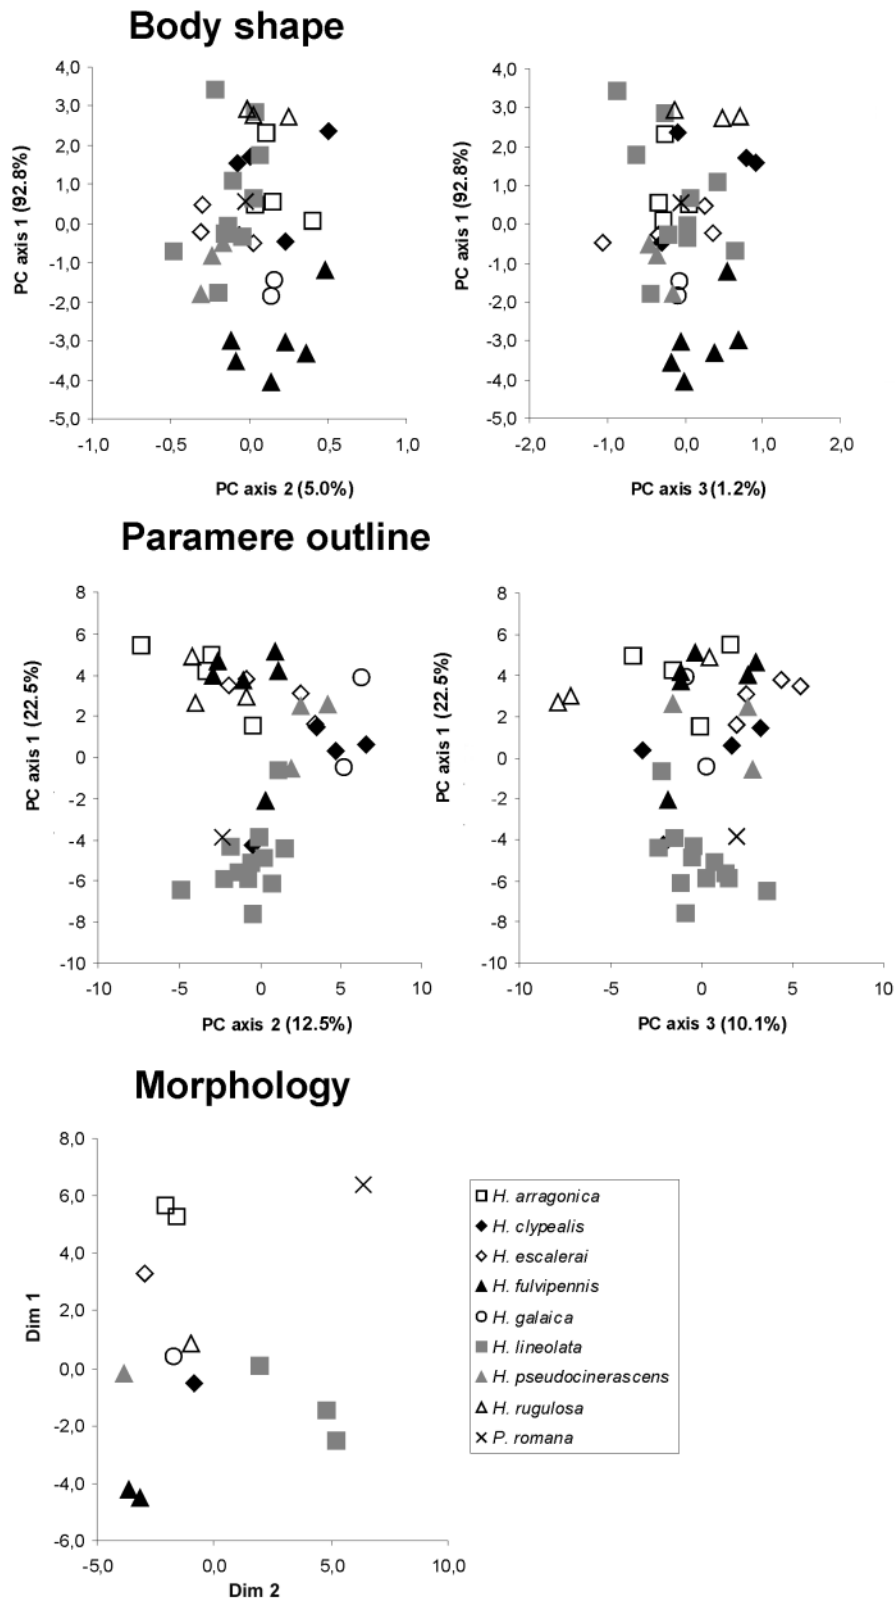 Body shape
4,0
3,0
2,0
1,0
0,0
-1,0
-2,0
-3,0
-4,0
-5,0
-1,0 -0,5 0,0 0,5 1,0
PC axis 1 (92.8%)
PC axis 2 (5.0%)
4,0
3,0
2,0
1,0
0,0
-1,0
-2,0
-3,0
-4,0
-5,0
-2,0 -1,0 0,0 1,0 2,0
PC axis 1 (92.8%)
PC axis 3 (1.2%)
Paramere outline
8
6
4
2
0
-2
-4
-6
-8
-10
-10 -5 0 5 10
PC axis 1 (22.5%)
PC axis 2 (12.5%)
8
6
4
2
0
-2
-4
-6
-8
-10
-10 -5 0 5 10
PC axis 1 (22.5%)
PC axis 3 (10.1%)
Morphology
8,0
6,0
4,0
2,0
0,0
-2,0
-4,0
-6,0
-5,0 0,0 5,0 10,0
Dim 1
Dim 2
H. arragonica
H. clypealis
H. escalerai
H. fulvipennis
H. galaica
H. lineolata
H. pseudocinerascens
H. rugulosa
P. romana